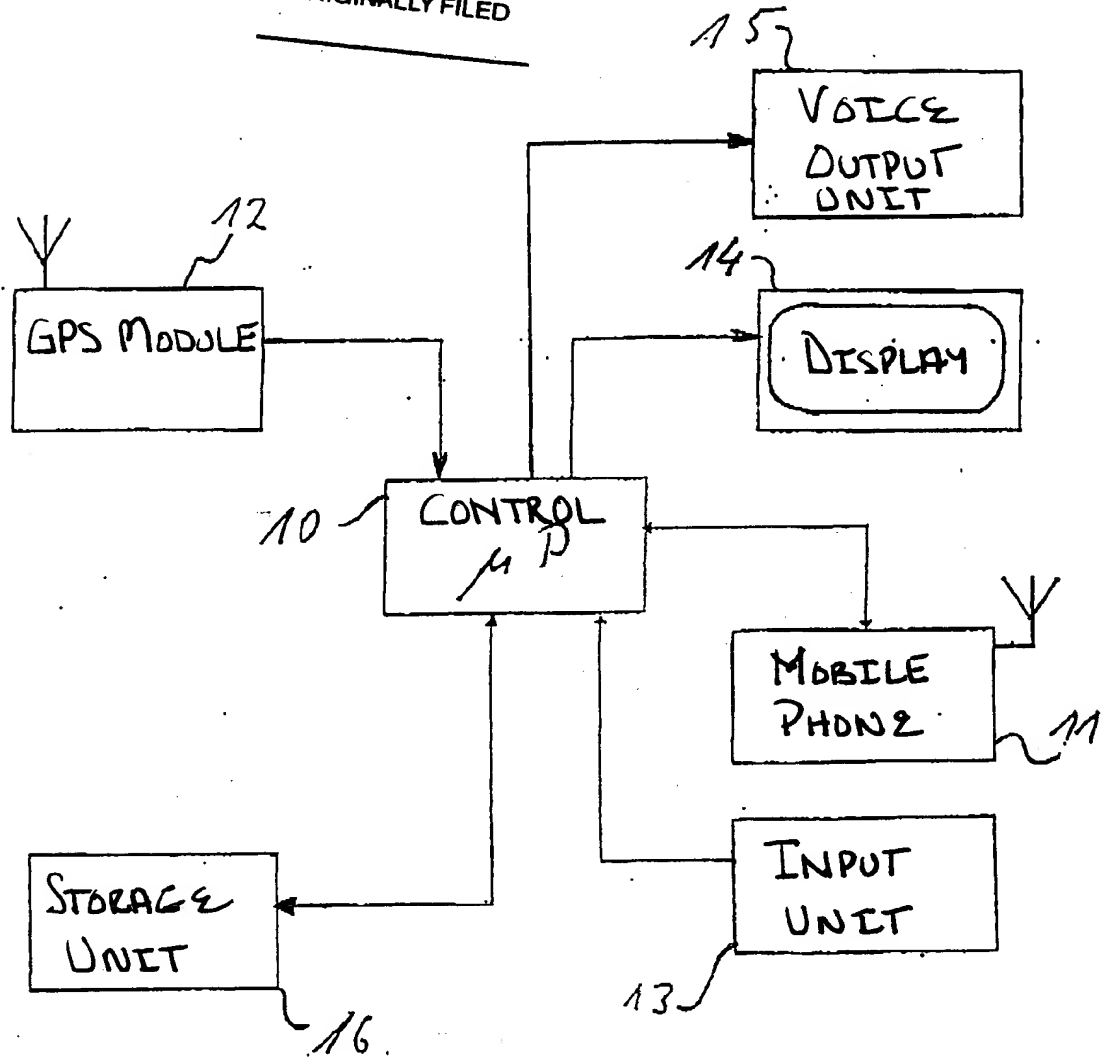 ORIGINALLY FILED
15
VOICE
OUTPUT
UNIT
12
GPS MODULE
14
DISPLAY
10
CONTROL
μP
MOBILE
PHONE
11
INPUT
UNIT
13
STORAGE
UNIT
16